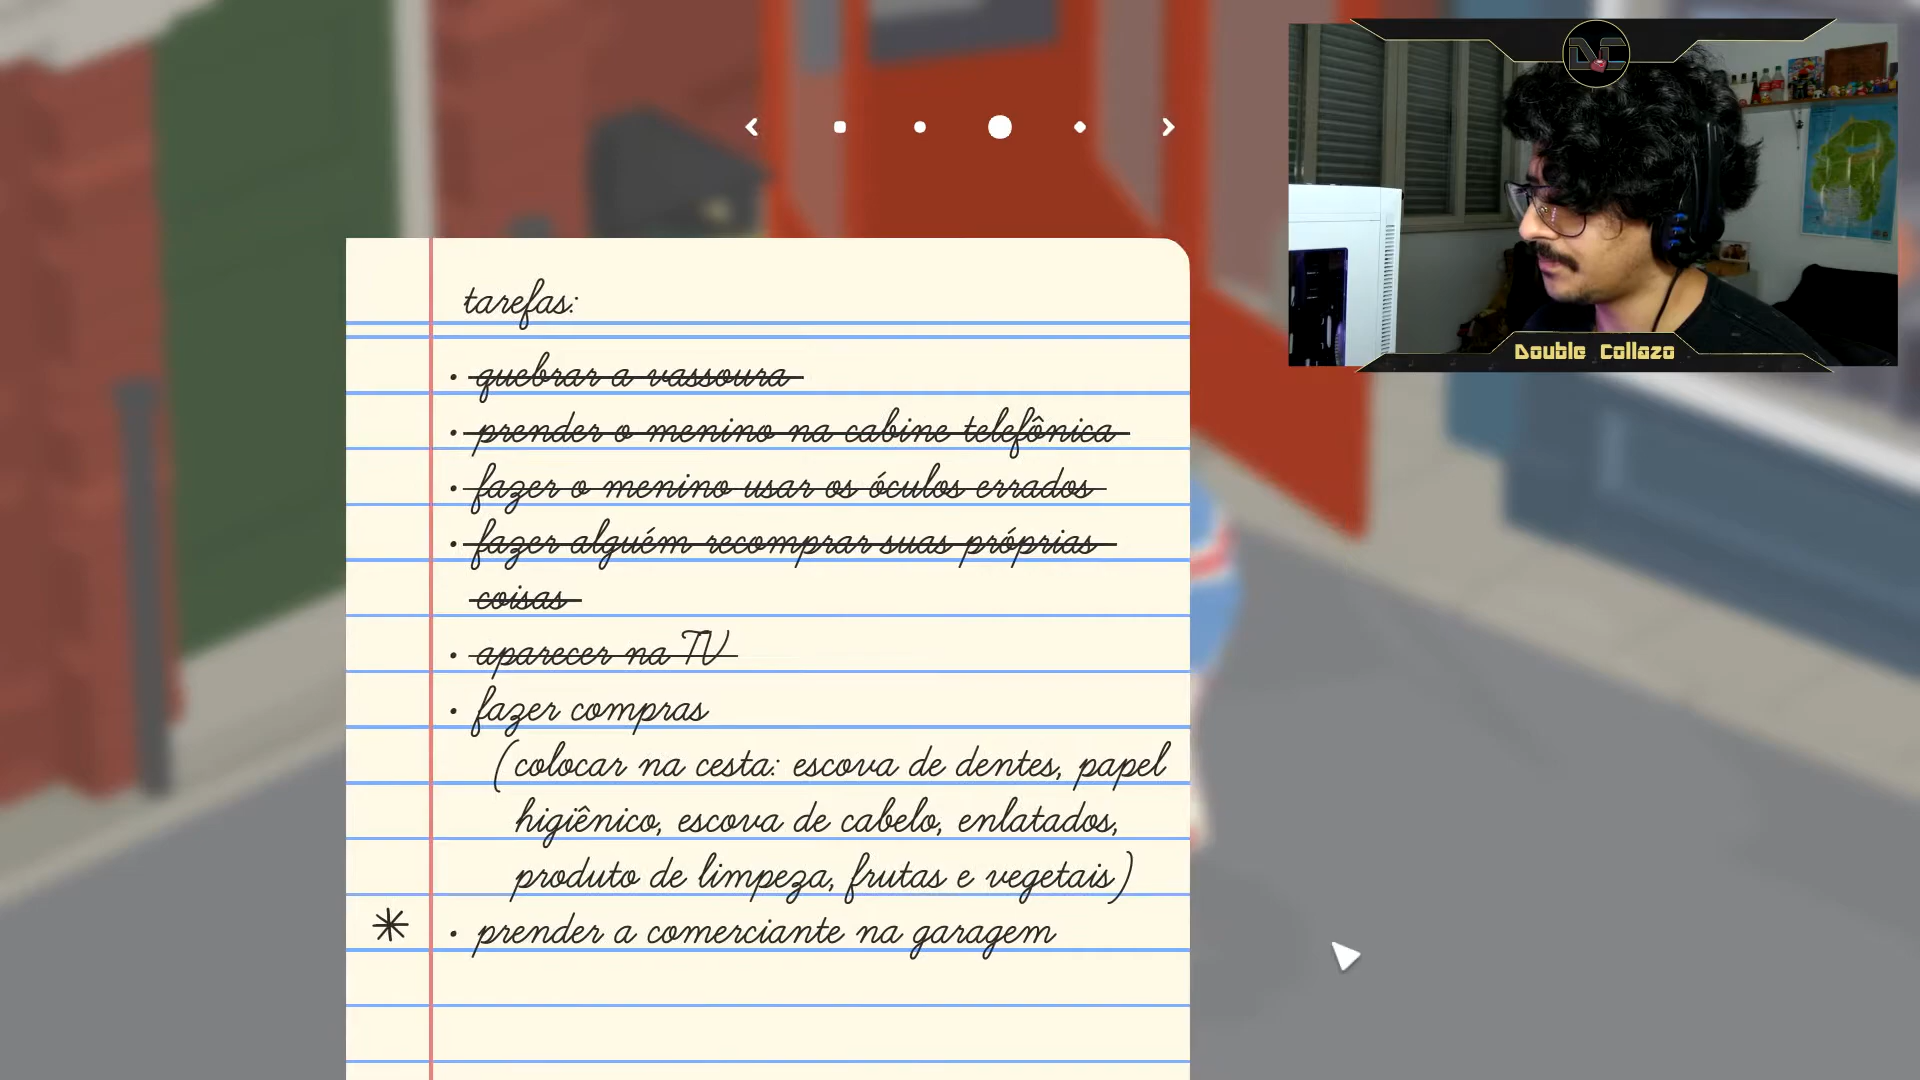 tarefas:
• quebrar a vassoura
• prender o menino na cabine telefônica
• fazer o menino usar os óculos errados
• fazer alguém recomprar suas próprias
coisas
• aparecer na TV
• fazer compras
(colocar na cesta: escova de dentes, papel
higiênico, escova de cabelo, enlatados,
produto de limpeza, frutas e vegetais)
• prender a comerciante na garagem
DC
Double Collazo